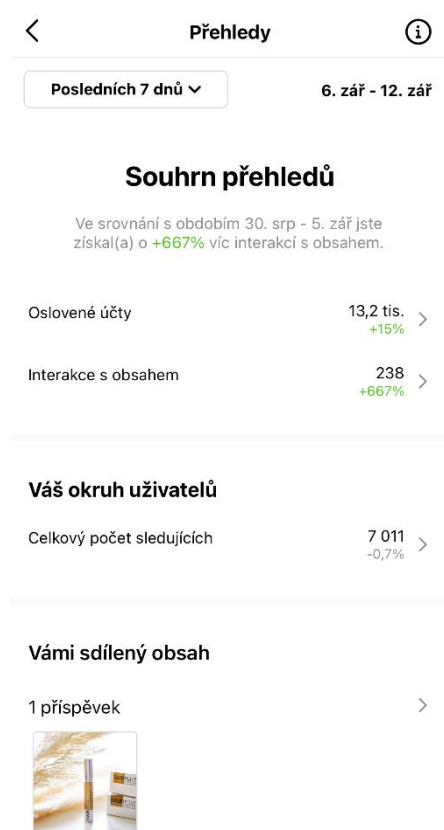 Přehledy
Posledních 7 dnů
6. zář - 12. zář
Souhrn přehledů
Ve srovnání s obdobím 30. srp - 5. zář jste
získal(a) o +667% víc interakcí s obsahem.
Oslovené účty
13,2 tis.
+15%
Interakce s obsahem
238
+667%
Váš okruh uživatelů
Celkový počet sledujících
7 011
-0,7%
Vámi sdílený obsah
1 příspěvek